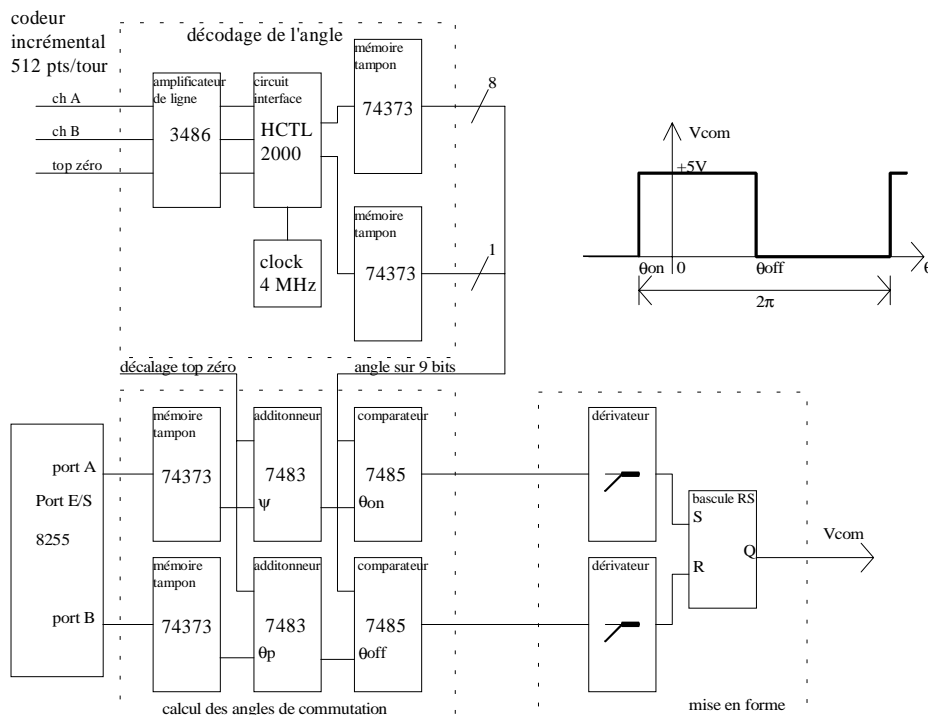 codeur
incrémental
512 pts/tour
décodage de l'angle
ch A
ch B
top zéro
amplificateur
de ligne
3486
circuit
interface
HCTL
2000
clock
4 MHz
mémoire
tampon
74373
8
mémoire
tampon
74373
1
Vcom
+5V
θon
0
θoff
θ
2π
décalage top zéro
angle sur 9 bits
port A
Port E/S
8255
port B
mémoire
tampon
74373
additonneur
7483
ψ
comparateur
7485
θon
mémoire
tampon
74373
additonneur
7483
θp
comparateur
7485
θoff
calcul des angles de commutation
dérivateur
dérivateur
bascule RS
S
R
Q
Vcom
mise en forme